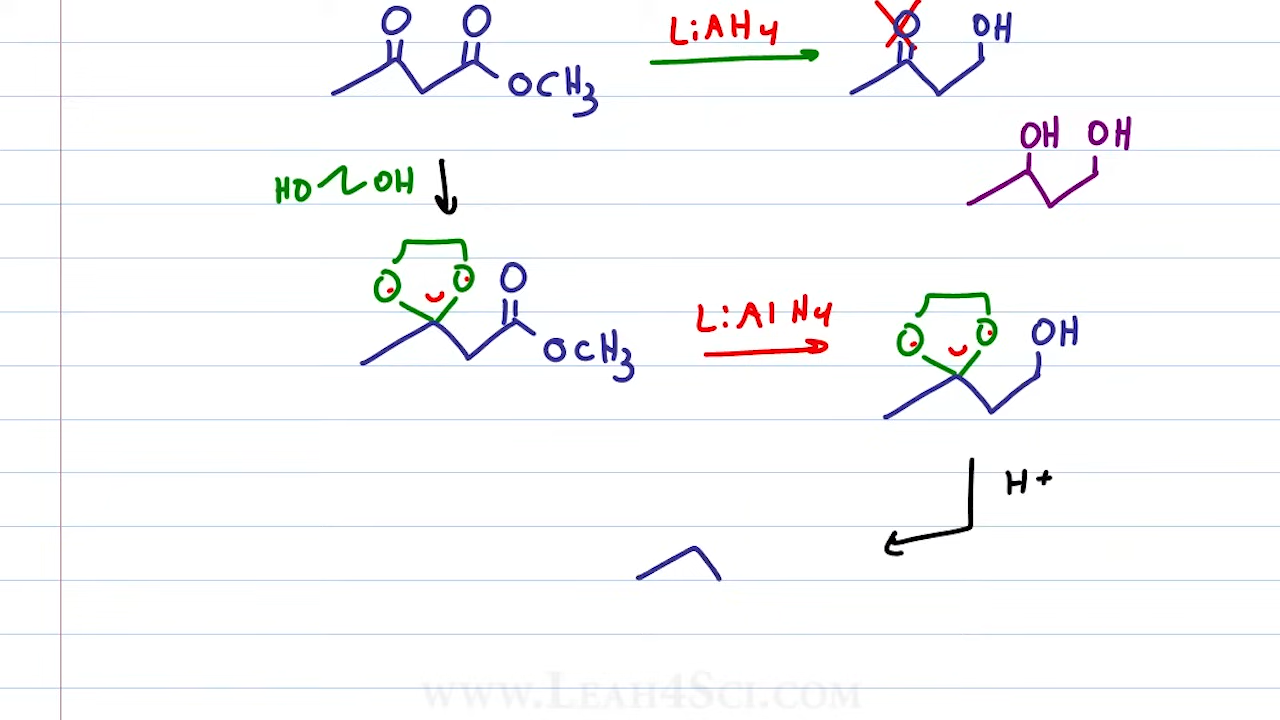 O O LiAH4 O OH
OCH3
OH OH
HO OH
O O O LiAlH4 O O OH
OCH3
H+
www.Leah4Sci.com